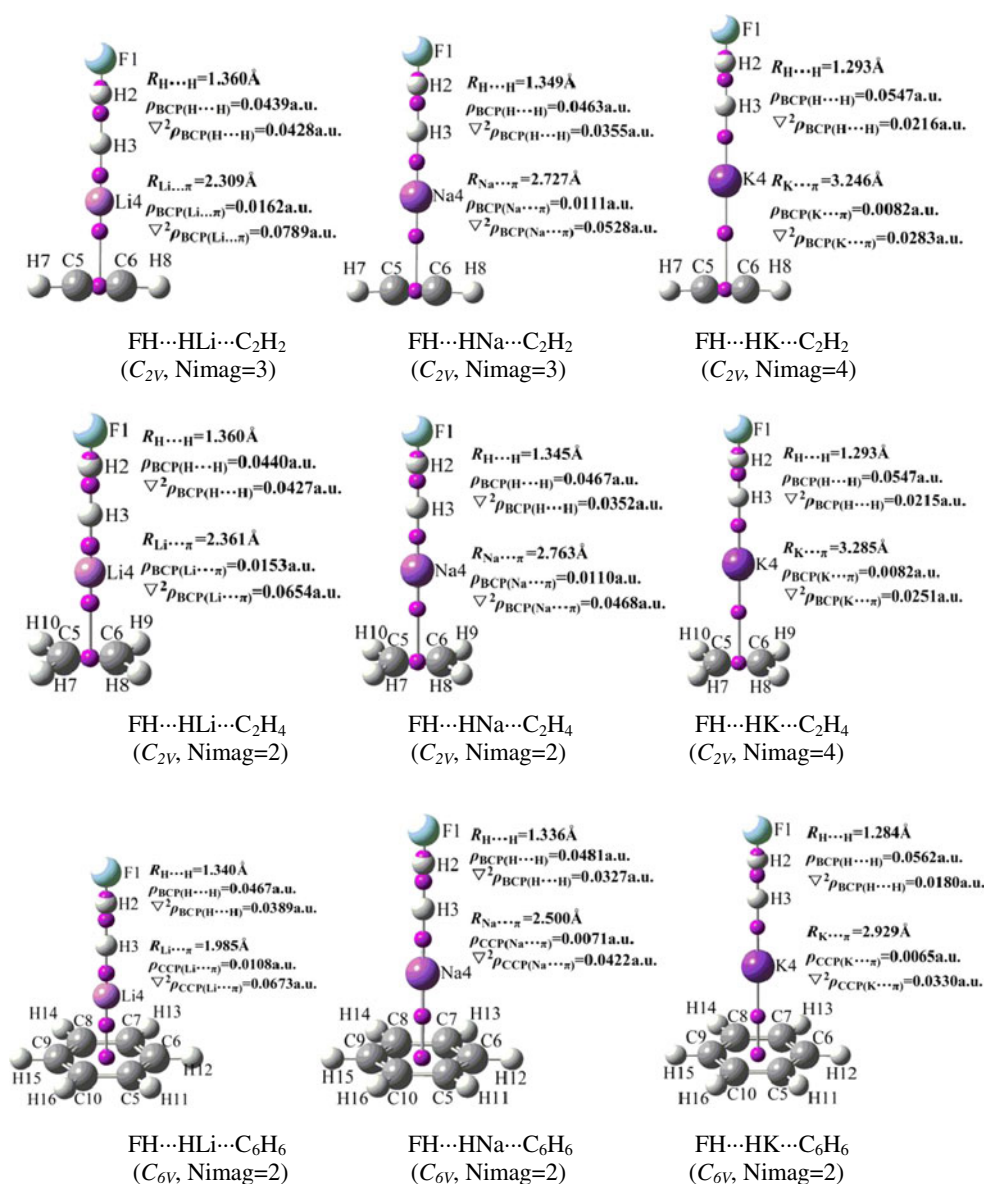 F1
H2
H3
Li4
H7 C5 C6 H8
R_H···H=1.360Å
ρ_BCP(H···H)=0.0439a.u.
▽²ρ_BCP(H···H)=0.0428a.u.
R_Li...π=2.309Å
ρ_BCP(Li...π)=0.0162a.u.
▽²ρ_BCP(Li...π)=0.0789a.u.
FH···HLi···C₂H₂
(C₂V, Nimag=3)
F1
H2
H3
Na4
H7 C5 C6 H8
R_H···H=1.349Å
ρ_BCP(H···H)=0.0463a.u.
▽²ρ_BCP(H···H)=0.0355a.u.
R_Na···π=2.727Å
ρ_BCP(Na···π)=0.0111a.u.
▽²ρ_BCP(Na···π)=0.0528a.u.
FH···HNa···C₂H₂
(C₂V, Nimag=3)
F1
H2
H3
K4
H7 C5 C6 H8
R_H···H=1.293Å
ρ_BCP(H···H)=0.0547a.u.
▽²ρ_BCP(H···H)=0.0216a.u.
R_K···π=3.246Å
ρ_BCP(K···π)=0.0082a.u.
▽²ρ_BCP(K···π)=0.0283a.u.
FH···HK···C₂H₂
(C₂V, Nimag=4)
F1
H2
H3
Li4
H10 C5 C6 H9
H7 H8
R_H···H=1.360Å
ρ_BCP(H···H)=0.0440a.u.
▽²ρ_BCP(H···H)=0.0427a.u.
R_Li···π=2.361Å
ρ_BCP(Li···π)=0.0153a.u.
▽²ρ_BCP(Li···π)=0.0654a.u.
FH···HLi···C₂H₄
(C₂V, Nimag=2)
F1
H2
H3
Na4
H10 C5 C6 H9
H7 H8
R_H···H=1.345Å
ρ_BCP(H···H)=0.0467a.u.
▽²ρ_BCP(H···H)=0.0352a.u.
R_Na···π=2.763Å
ρ_BCP(Na···π)=0.0110a.u.
▽²ρ_BCP(Na···π)=0.0468a.u.
FH···HNa···C₂H₄
(C₂V, Nimag=2)
F1
H2
H3
K4
H10 C5 C6 H9
H7 H8
R_H···H=1.293Å
ρ_BCP(H···H)=0.0547a.u.
▽²ρ_BCP(H···H)=0.0215a.u.
R_K···π=3.285Å
ρ_BCP(K···π)=0.0082a.u.
▽²ρ_BCP(K···π)=0.0251a.u.
FH···HK···C₂H₄
(C₂V, Nimag=4)
F1
H2
H3
Li4
H14 C8 C7 H13
C9 C6
H15 H12
H16 C10 C5 H11
R_H···H=1.340Å
ρ_BCP(H···H)=0.0467a.u.
▽²ρ_BCP(H···H)=0.0389a.u.
R_Li···π=1.985Å
ρ_CCP(Li···π)=0.0108a.u.
▽²ρ_CCP(Li···π)=0.0673a.u.
FH···HLi···C₆H₆
(C₆V, Nimag=2)
F1
H2
H3
Na4
H14 C8 C7 H13
C9 C6
H15 H12
H16 C10 C5 H11
R_H···H=1.336Å
ρ_BCP(H···H)=0.0481a.u.
▽²ρ_BCP(H···H)=0.0327a.u.
R_Na···π=2.500Å
ρ_CCP(Na···π)=0.0071a.u.
▽²ρ_CCP(Na···π)=0.0422a.u.
FH···HNa···C₆H₆
(C₆V, Nimag=2)
F1
H2
H3
K4
H14 C8 C7 H13
C9 C6
H15 H12
H16 C10 C5 H11
R_H···H=1.284Å
ρ_BCP(H···H)=0.0562a.u.
▽²ρ_BCP(H···H)=0.0180a.u.
R_K···π=2.929Å
ρ_CCP(K···π)=0.0065a.u.
▽²ρ_CCP(K···π)=0.0330a.u.
FH···HK···C₆H₆
(C₆V, Nimag=2)